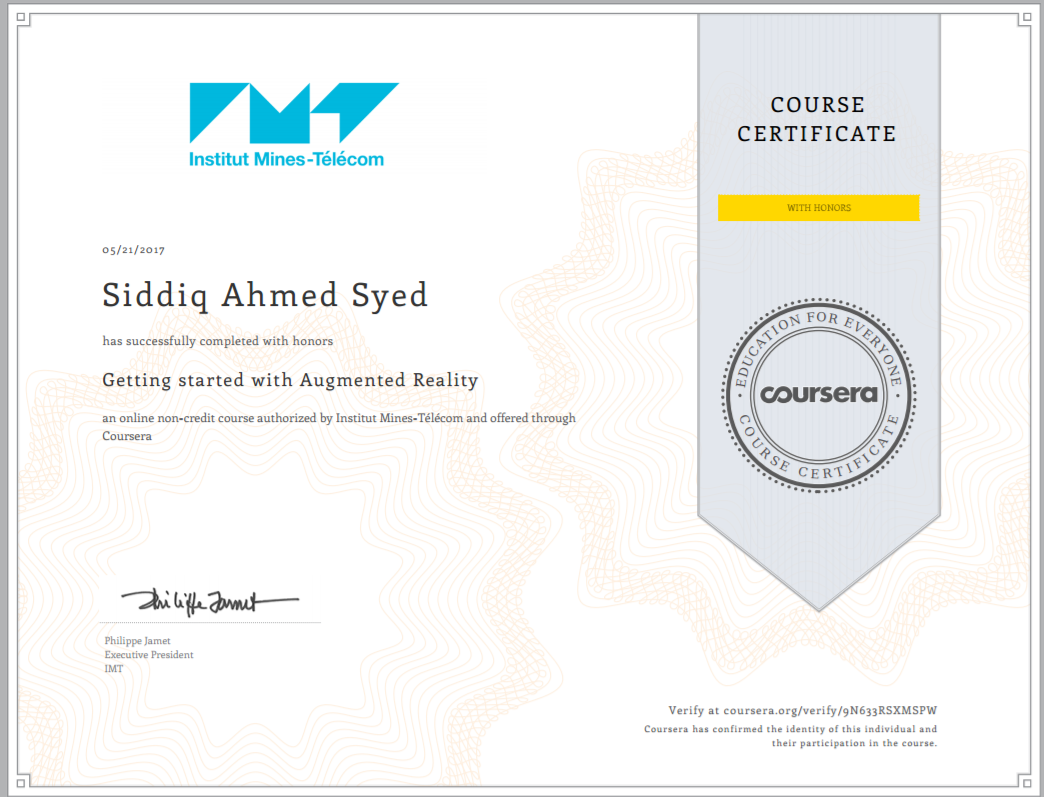 Institut Mines-Télécom
COURSE
CERTIFICATE
WITH HONORS
05/21/2017
Siddiq Ahmed Syed
has successfully completed with honors
Getting started with Augmented Reality
an online non-credit course authorized by Institut Mines-Télécom and offered through
Coursera
EDUCATION FOR EVERYONE
coursera
COURSE CERTIFICATE
Philippe Jamet
Philippe Jamet
Executive President
IMT
Verify at coursera.org/verify/9N633RSXMSPW
Coursera has confirmed the identity of this individual and
their participation in the course.